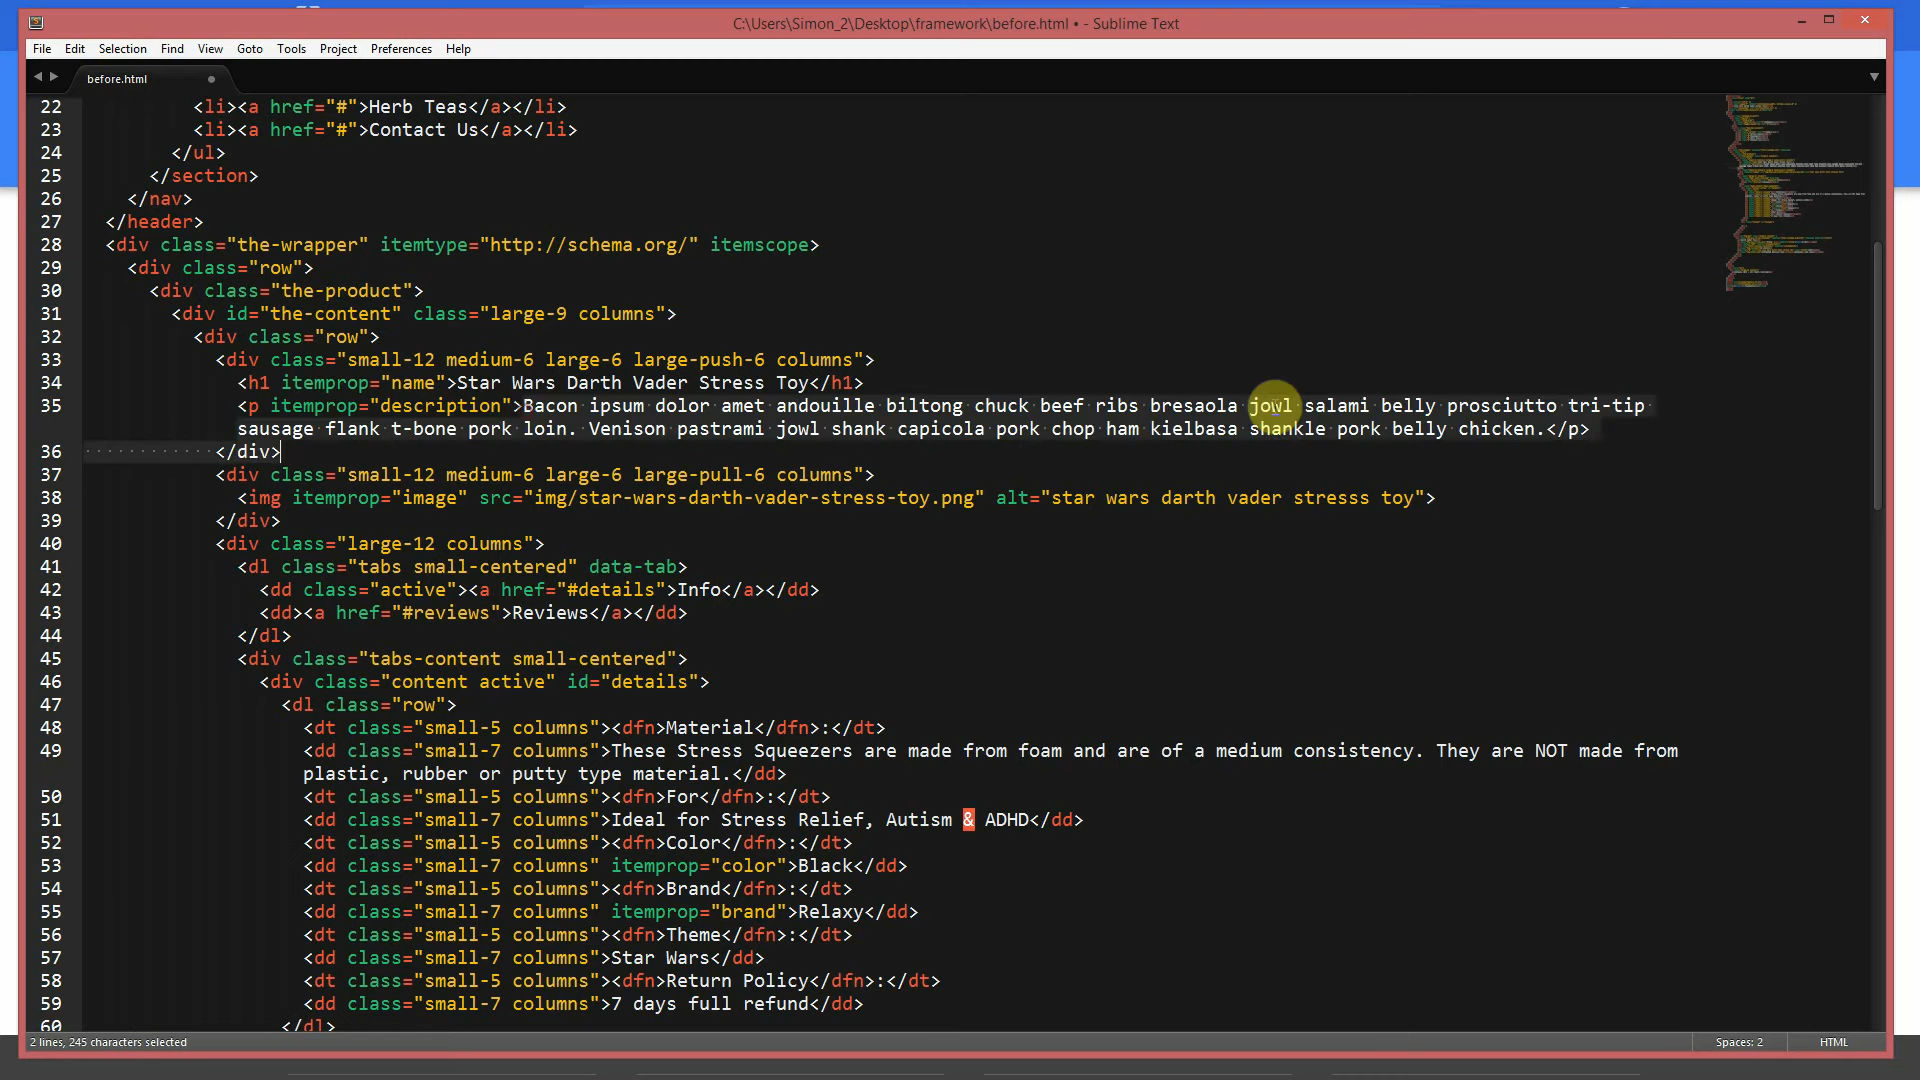 C:\Users\Simon_2\Desktop\framework\before.html • - Sublime Text
File Edit Selection Find View Goto Tools Project Preferences Help
before.html
22 <li><a href="#">Herb Teas</a></li>
23 <li><a href="#">Contact Us</a></li>
24 </ul>
25 </section>
26 </nav>
27 </header>
28 <div class="the-wrapper" itemtype="http://schema.org/" itemscope>
29 <div class="row">
30 <div class="the-product">
31 <div id="the-content" class="large-9 columns">
32 <div class="row">
33 <div class="small-12 medium-6 large-6 large-push-6 columns">
34 <h1 itemprop="name">Star Wars Darth Vader Stress Toy</h1>
35 <p itemprop="description">Bacon ipsum dolor amet andouille biltong chuck beef ribs bresaola jowl salami belly prosciutto tri-tip
sausage flank t-bone pork loin. Venison pastrami jowl shank capicola pork chop ham kielbasa shankle pork belly chicken.</p>
36 </div>
37 <div class="small-12 medium-6 large-6 large-pull-6 columns">
38 <img itemprop="image" src="img/star-wars-darth-vader-stress-toy.png" alt="star wars darth vader stresss toy">
39 </div>
40 <div class="large-12 columns">
41 <dl class="tabs small-centered" data-tab>
42 <dd class="active"><a href="#details">Info</a></dd>
43 <dd><a href="#reviews">Reviews</a></dd>
44 </dl>
45 <div class="tabs-content small-centered">
46 <div class="content active" id="details">
47 <dl class="row">
48 <dt class="small-5 columns"><dfn>Material</dfn>:</dt>
49 <dd class="small-7 columns">These Stress Squeezers are made from foam and are of a medium consistency. They are NOT made from
plastic, rubber or putty type material.</dd>
50 <dt class="small-5 columns"><dfn>For</dfn>:</dt>
51 <dd class="small-7 columns">Ideal for Stress Relief, Autism & ADHD</dd>
52 <dt class="small-5 columns"><dfn>Color</dfn>:</dt>
53 <dd class="small-7 columns" itemprop="color">Black</dd>
54 <dt class="small-5 columns"><dfn>Brand</dfn>:</dt>
55 <dd class="small-7 columns" itemprop="brand">Relaxy</dd>
56 <dt class="small-5 columns"><dfn>Theme</dfn>:</dt>
57 <dd class="small-7 columns">Star Wars</dd>
58 <dt class="small-5 columns"><dfn>Return Policy</dfn>:</dt>
59 <dd class="small-7 columns">7 days full refund</dd>
60 </dl>
2 lines, 245 characters selected Spaces: 2 HTML